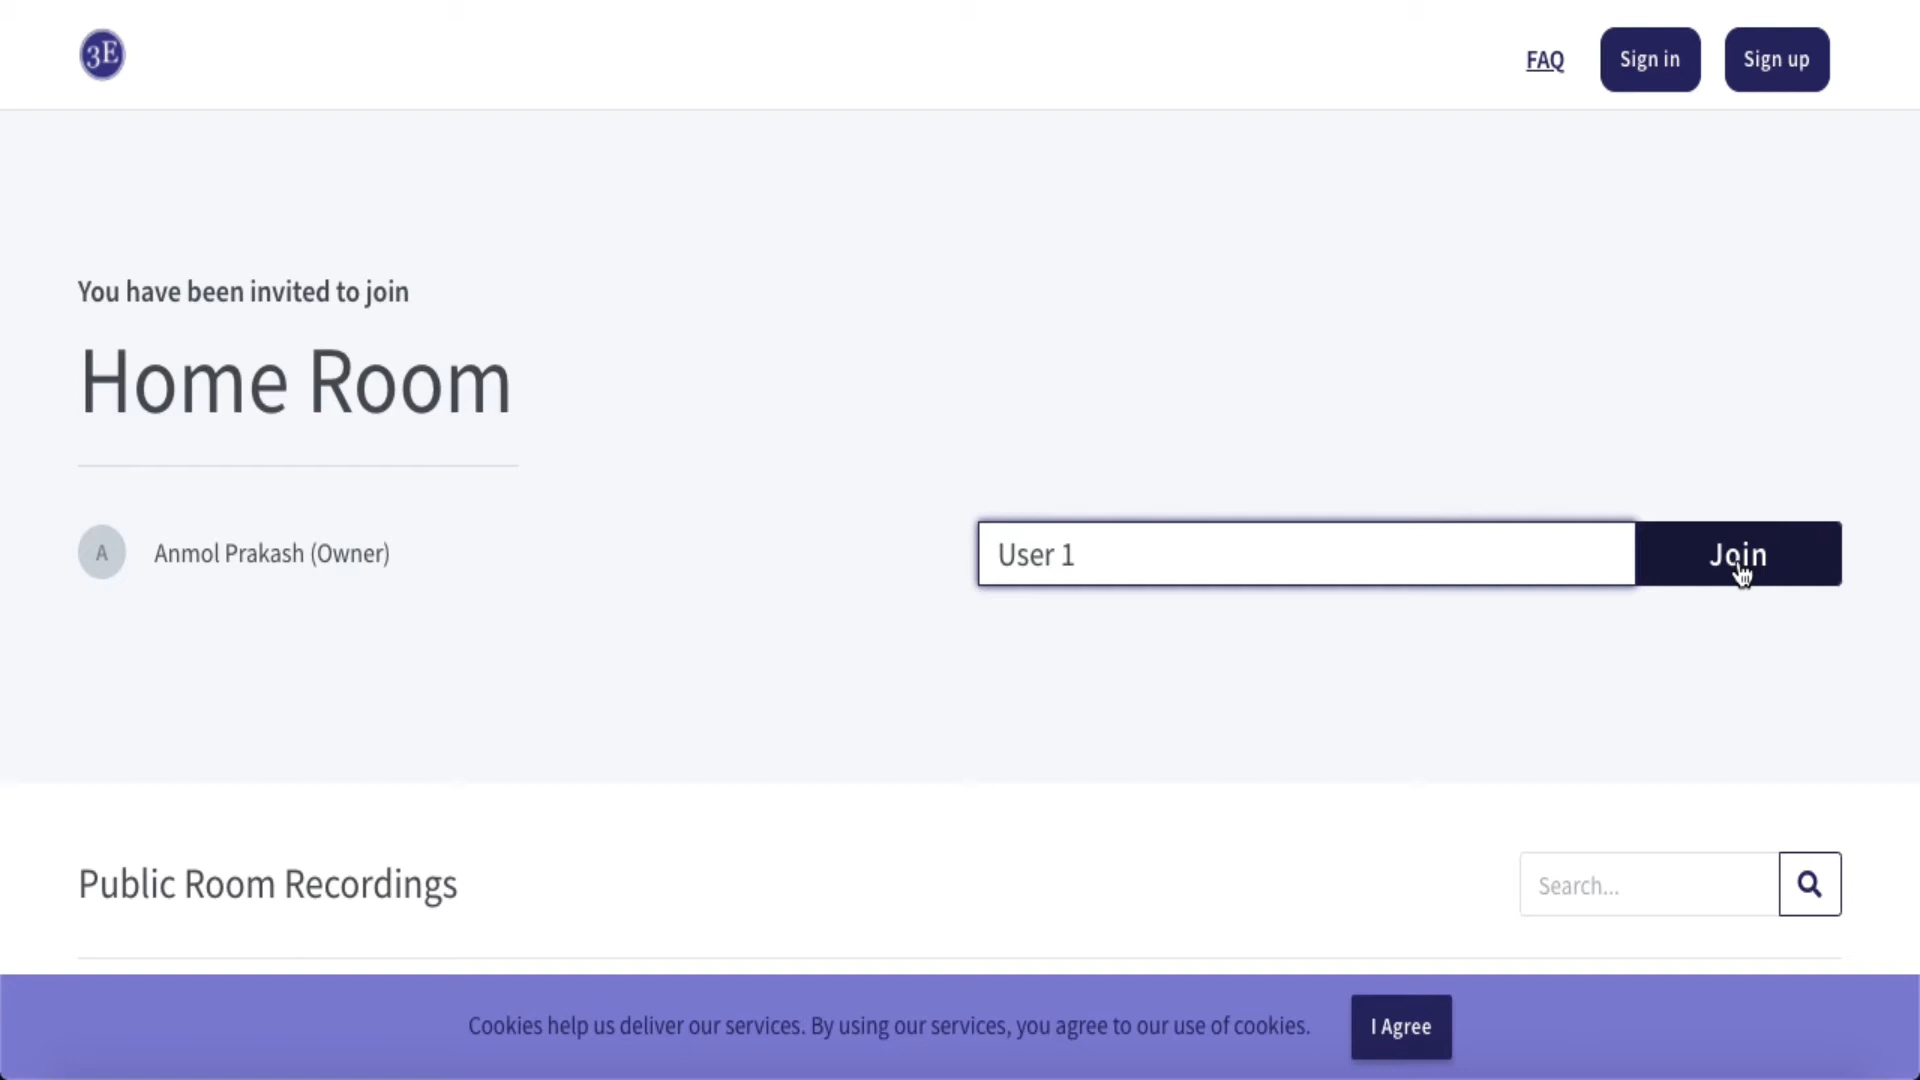 3E
FAQ
Sign in
Sign up
You have been invited to join
Home Room
A
Anmol Prakash (Owner)
User 1
Join
Public Room Recordings
Search...
Cookies help us deliver our services. By using our services, you agree to our use of cookies.
I Agree